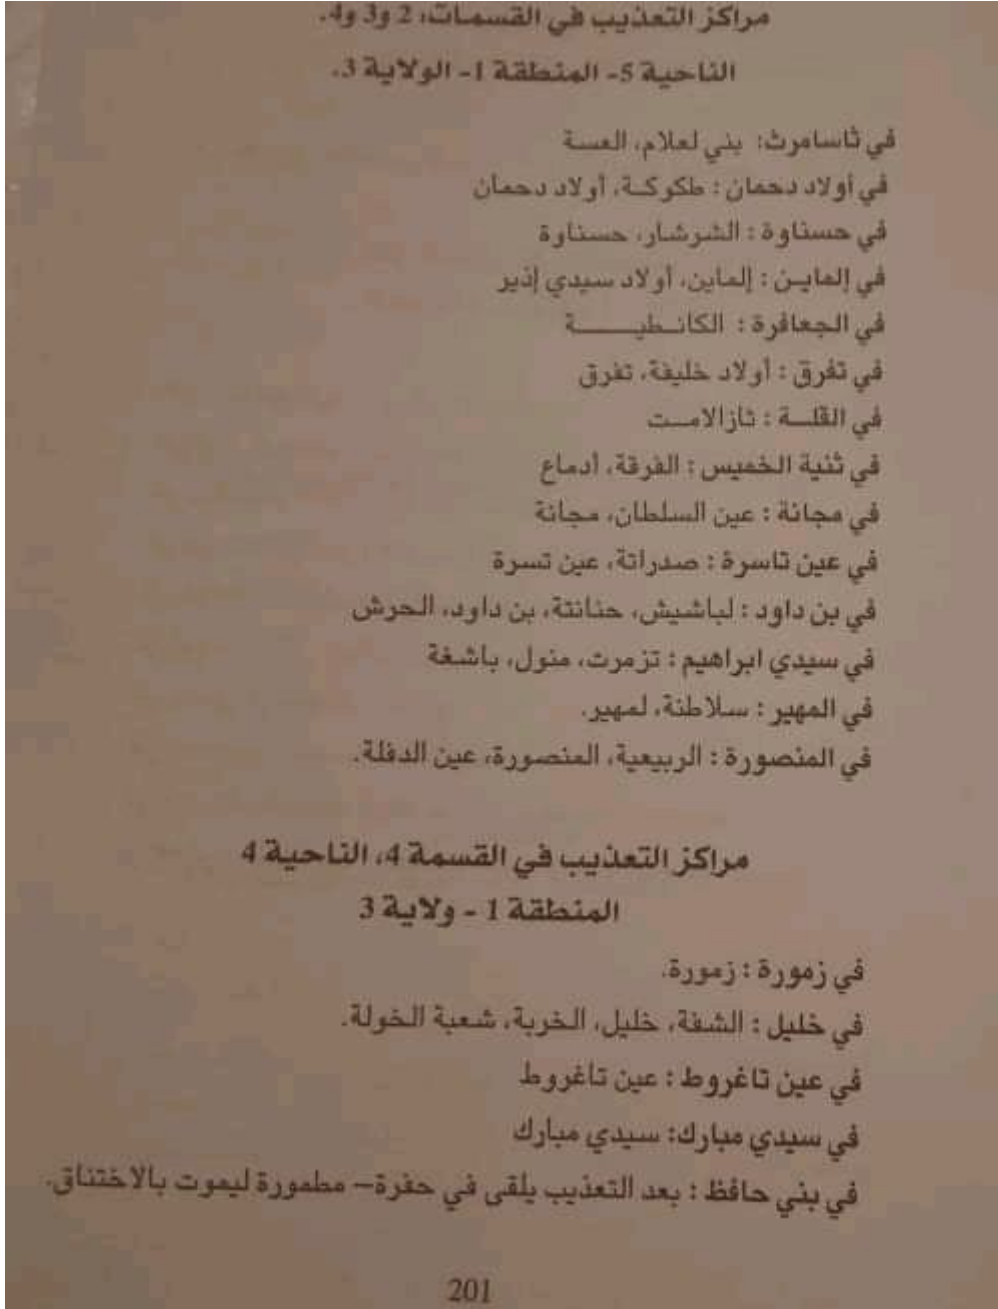 مراكز التعذيب في القسمات، 2 و3 و4.
الناحية 5- المنطقة 1- الولاية 3.
في ثاسامرث: بني لعلام، العسة
في أولاد دحمان : طكوكة، أولاد دحمان
في حسناوة : الشرشار، حسناوة
في إلماين : إلماين، أولاد سيدي إذير
في الجعافرة : الكانطية
في تفرق : أولاد خليفة، تفرق
في القلة : ثازالامت
في ثنية الخميس : الفرقة، أدماع
في مجانة : عين السلطان، مجانة
في عين تاسرة : صدراتة، عين تسرة
في بن داود : لباشيش، حنانتة، بن داود، الحرش
في سيدي ابراهيم : تزمرت، منول، باشغة
في المهير : سلاطنة، لمهير.
في المنصورة : الربيعية، المنصورة، عين الدفلة.
مراكز التعذيب في القسمة 4، الناحية 4
المنطقة 1 - ولاية 3
في زمورة : زمورة.
في خليل : الشفة، خليل، الخربة، شعبة الخولة.
في عين تاغروط : عين تاغروط
في سيدي مبارك: سيدي مبارك
في بني حافظ : بعد التعذيب يلقى في حفرة– مطمورة ليموت بالاختناق.
201